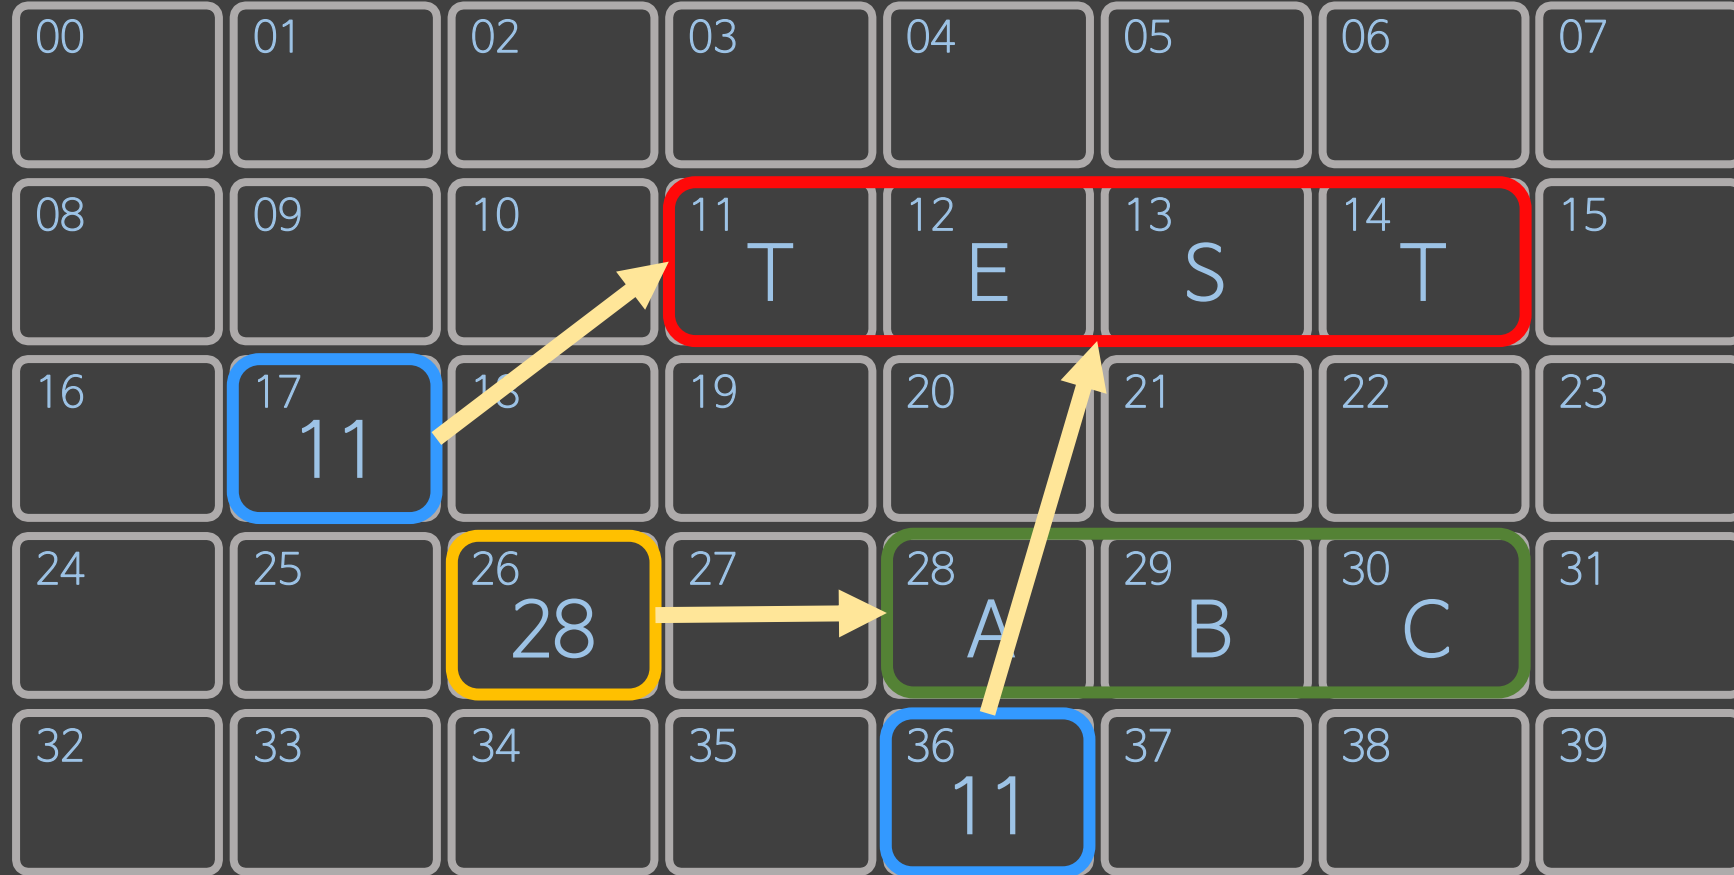 00 01 02 03 04 05 06 07
08 09 10 11 12 13 14 15
T E S T
16 17 18 19 20 21 22 23
11
24 25 26 27 28 29 30 31
28 A B C
32 33 34 35 36 37 38 39
11